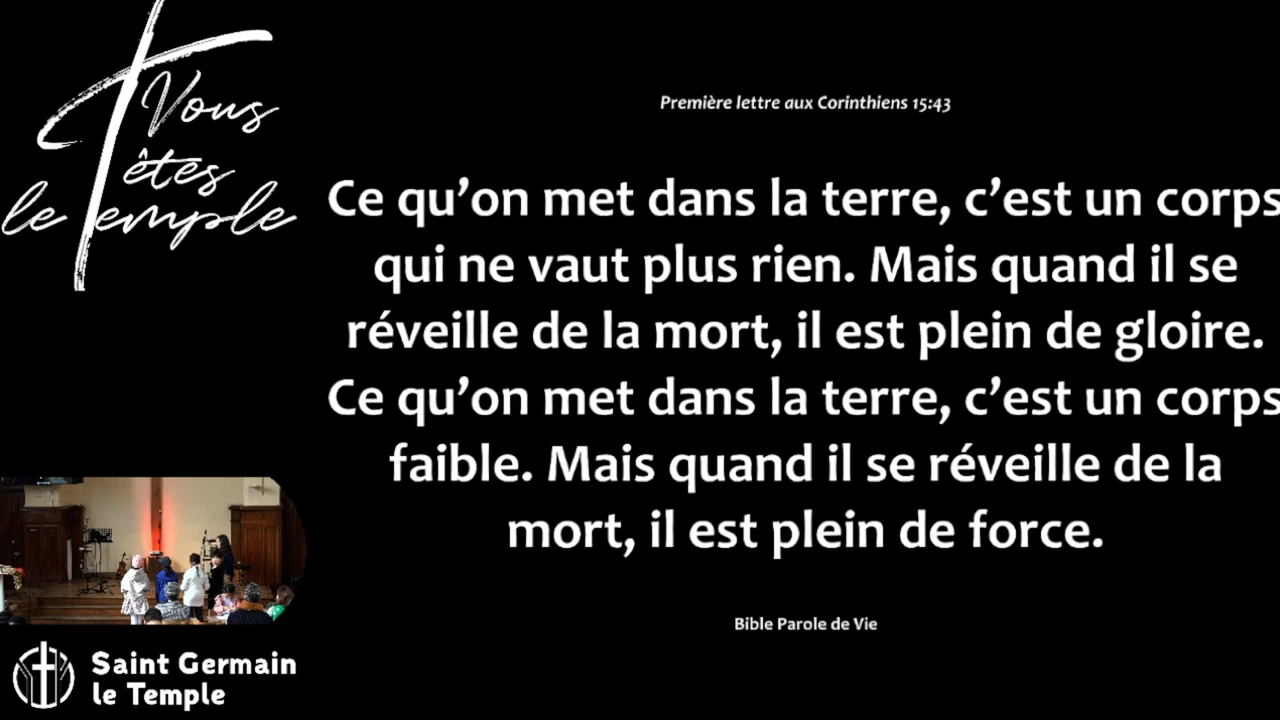 Vous
êtes
le Temple
Première lettre aux Corinthiens 15:43
Ce qu’on met dans la terre, c’est un corps
qui ne vaut plus rien. Mais quand il se
réveille de la mort, il est plein de gloire.
Ce qu’on met dans la terre, c’est un corps
faible. Mais quand il se réveille de la
mort, il est plein de force.
Bible Parole de Vie
Saint Germain
le Temple